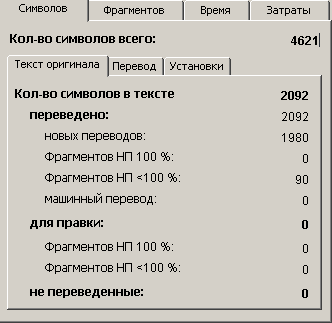 Символов Фрагментов Время Затраты
Кол-во символов всего: 4621
Текст оригинала Перевод Установки
Кол-во символов в тексте 2092
переведено: 2092
новых переводов: 1980
Фрагментов НП 100 %: 0
Фрагментов НП <100 %: 90
машинный перевод: 0
для правки: 0
Фрагментов НП 100 %: 0
Фрагментов НП <100 %: 0
не переведенные: 0